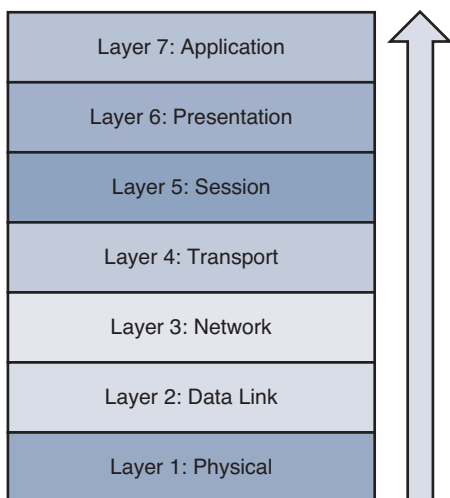 Layer 7: Application
Layer 6: Presentation
Layer 5: Session
Layer 4: Transport
Layer 3: Network
Layer 2: Data Link
Layer 1: Physical